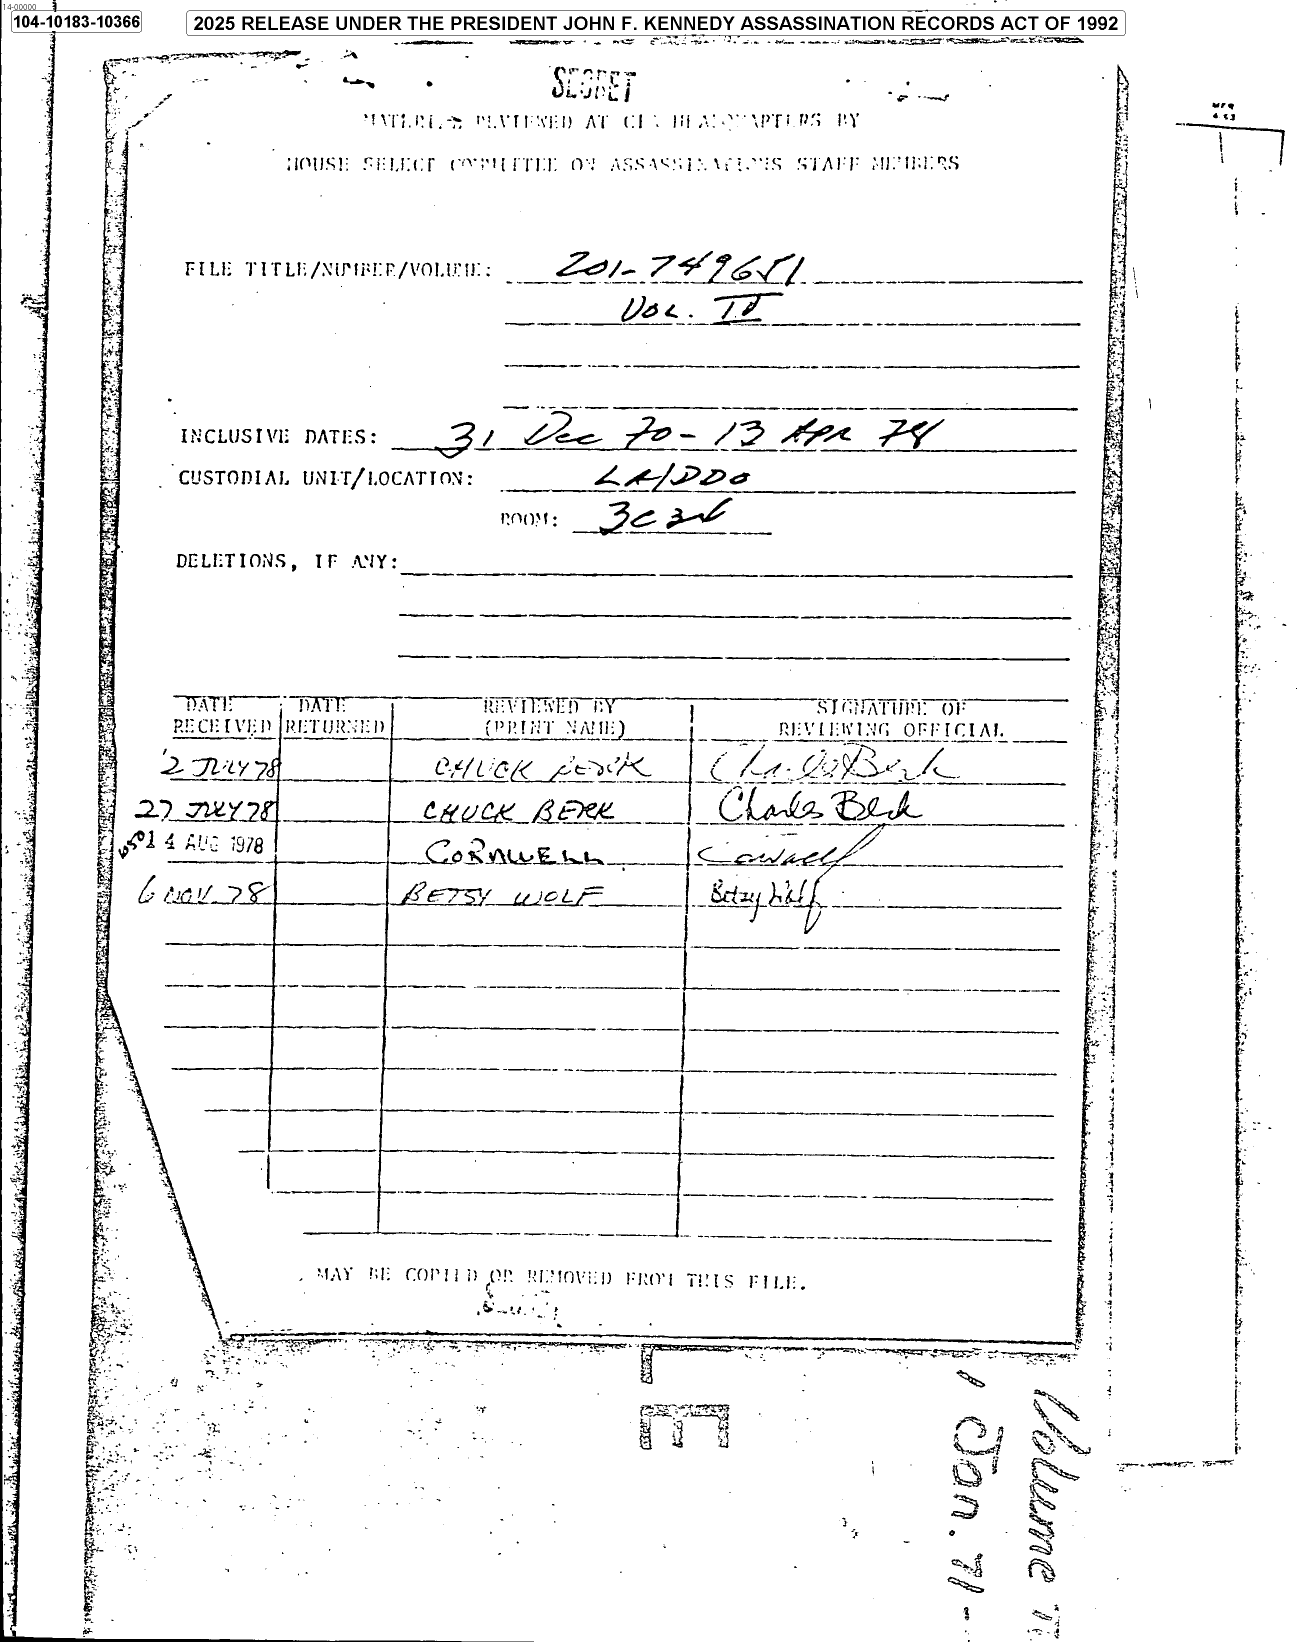 14-00000
104-10183-10366
2025 RELEASE UNDER THE PRESIDENT JOHN F. KENNEDY ASSASSINATION RECORDS ACT OF 1992
SECRET
REVIEWED AT CIA HEADQUARTERS BY
HOUSE SELECT COMMITTEE ON ASSASSINATIONS STAFF MEMBERS
FILE TITLE/NUMBER/VOLUME: 201-749651
VOL. IV
INCLUSIVE DATES: 31 Dec 70 - 13 APR 74
CUSTODIAL UNIT/LOCATION: LA/DDO
ROOM:
DELETIONS, IF ANY:
DATE RECEIVED DATE RETURNED REVIEWED BY (PRINT NAME) SIGNATURE OF REVIEWING OFFICIAL
2 JULY 78 CHUCK BERK Charles Berk
27 JULY 78 CHUCK BERK Charles Berk
14 AUG 1978 CORNWELL Cornwell
6 NOV. 78 BETSY WOLF Betsy Wolf
MAY BE COPIED OR REMOVED FROM THIS FILE.
E
Volume
1 Jan. 71 -